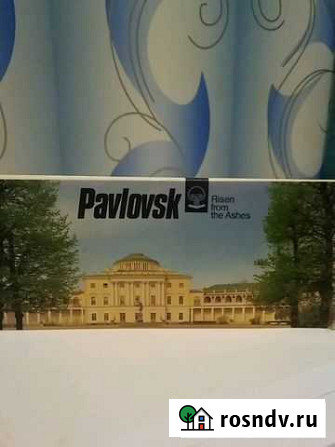 Pavlovsk
Risen
from
the Ashes
rosndv.ru